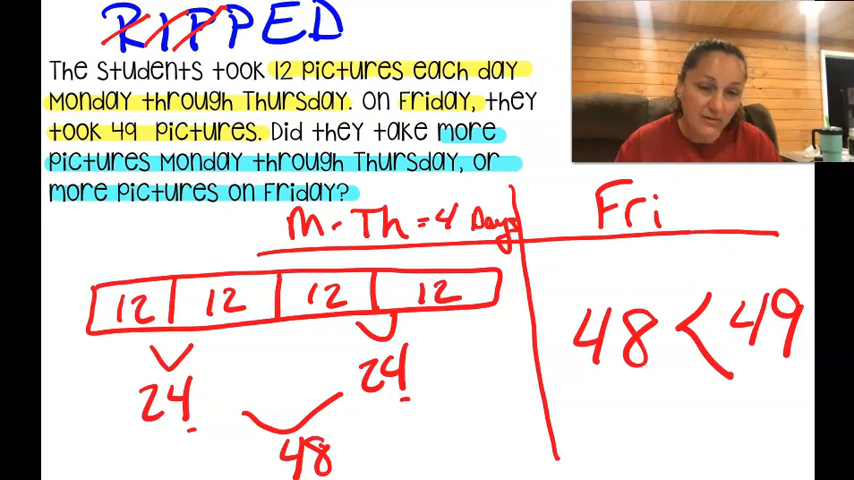 RIPPED
The students took 12 pictures each day
Monday through Thursday. On Friday, they
took 49 pictures. Did they take more
pictures Monday through Thursday, or
more pictures on Friday?
M - Th = 4 Days
Fri
12 12 12 12
48 < 49
24 24
48